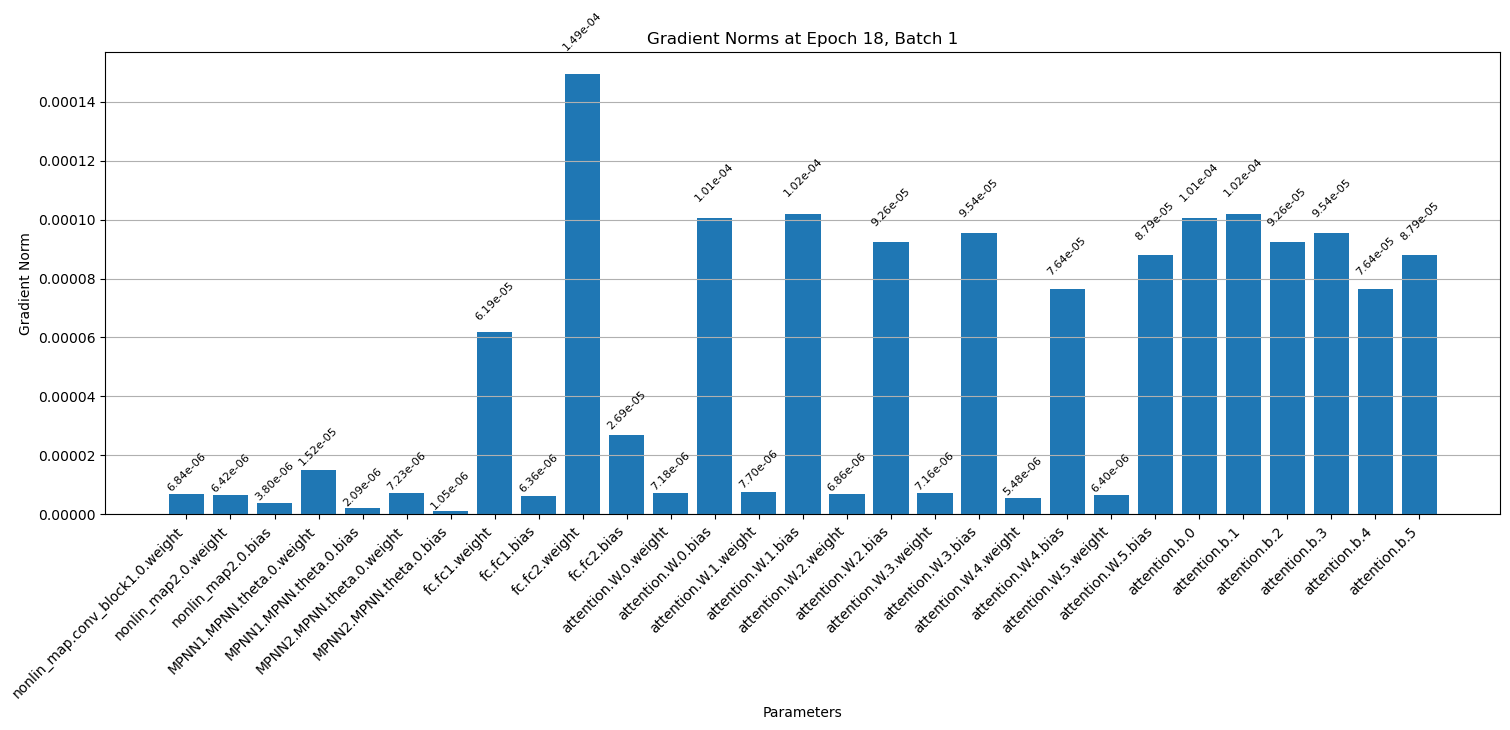 Gradient Norms at Epoch 18, Batch 1
Gradient Norm
0.00014
0.00012
0.00010
0.00008
0.00006
0.00004
0.00002
0.00000
6.84e-06
6.42e-06
3.80e-06
1.52e-05
2.09e-06
7.23e-06
1.05e-06
6.19e-05
6.36e-06
1.49e-04
2.69e-05
7.18e-06
1.01e-04
7.70e-06
1.02e-04
6.86e-06
9.26e-05
7.16e-06
9.54e-05
5.48e-06
7.64e-05
6.40e-06
8.79e-05
1.01e-04
1.02e-04
9.26e-05
9.54e-05
7.64e-05
8.79e-05
nonlin_map.conv_block1.0.weight
nonlin_map2.0.weight
nonlin_map2.0.bias
MPNN1.MPNN.theta.0.weight
MPNN1.MPNN.theta.0.bias
MPNN2.MPNN.theta.0.weight
MPNN2.MPNN.theta.0.bias
fc.fc1.weight
fc.fc1.bias
fc.fc2.weight
fc.fc2.bias
attention.W.0.weight
attention.W.0.bias
attention.W.1.weight
attention.W.1.bias
attention.W.2.weight
attention.W.2.bias
attention.W.3.weight
attention.W.3.bias
attention.W.4.weight
attention.W.4.bias
attention.W.5.weight
attention.W.5.bias
attention.b.0
attention.b.1
attention.b.2
attention.b.3
attention.b.4
attention.b.5
Parameters